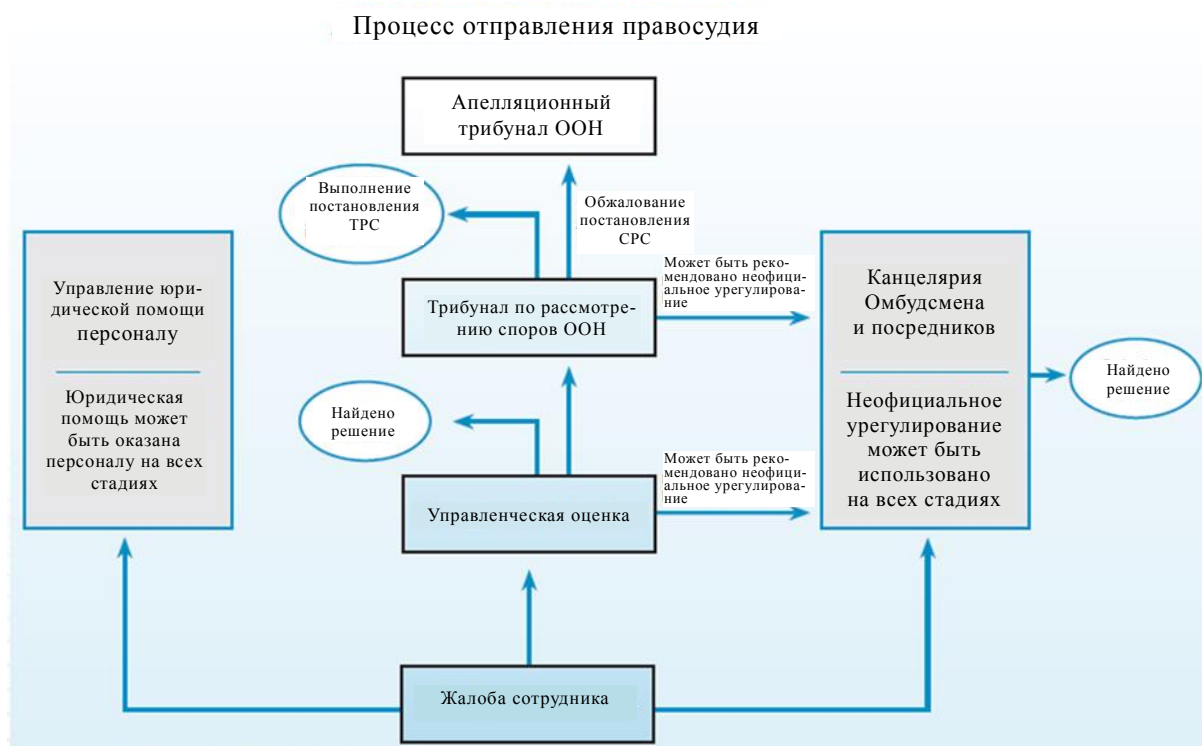 Процесс отправления правосудия
Апелляционный
трибунал ООН
Выполнение
постановления
ТРС
Обжалование
постановления
СРС
Управление юри-
дической помощи
персоналу
Юридическая
помощь может
быть оказана
персоналу на всех
стадиях
Трибунал по рассмотре-
нию споров ООН
Может быть реко-
мендовано неофици-
альное урегулирова-
ние
Канцелярия
Омбудсмена
и посредников
Неофициальное
урегулирование
может быть
использовано
на всех стадиях
Найдено
решение
Найдено
решение
Управленческая оценка
Может быть реко-
мендовано неофици-
альное урегулирова-
ние
Жалоба сотрудника